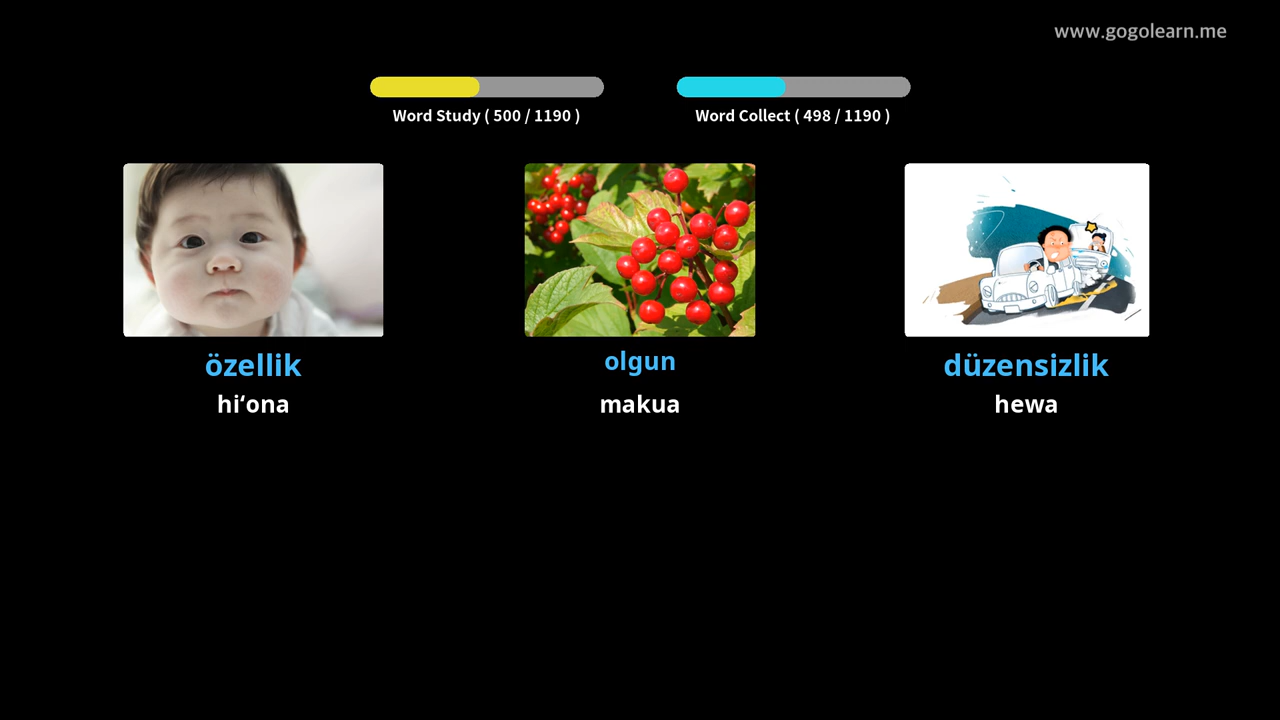 www.gogolearn.me
Word Study ( 500 / 1190 )
Word Collect ( 498 / 1190 )
özellik
hiʻona
olgun
makua
düzensizlik
hewa